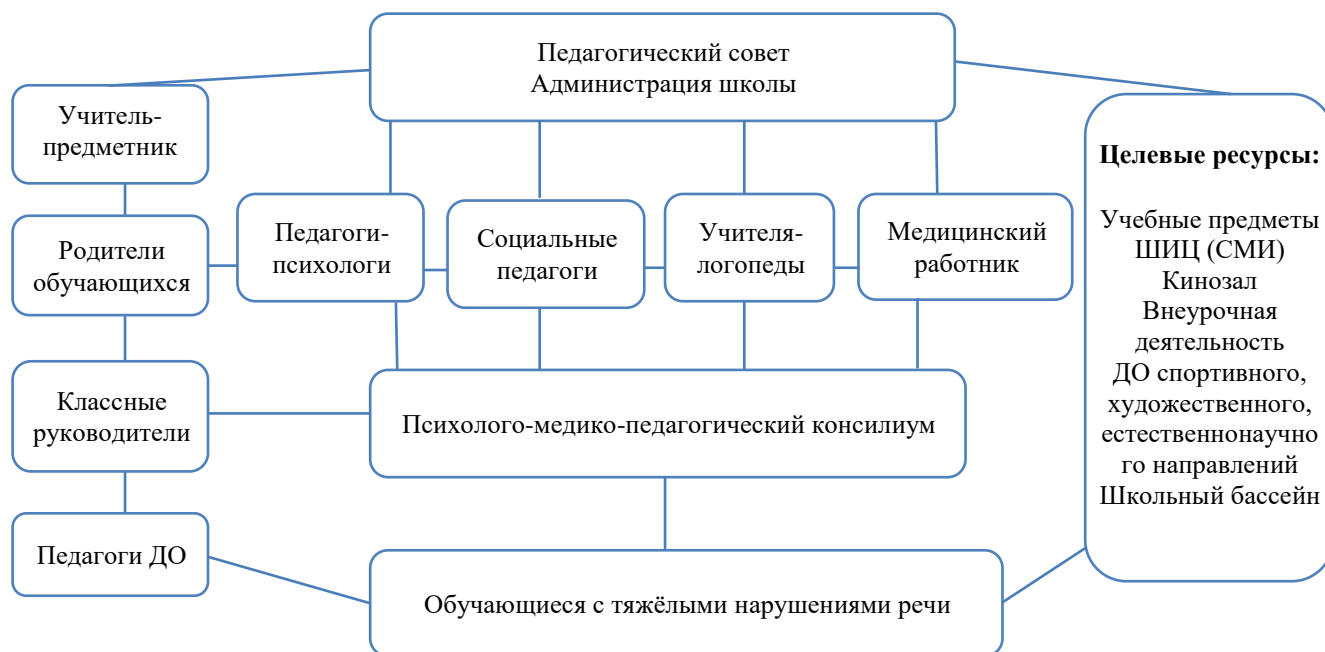 Педагогический совет
Администрация школы
Учитель-
предметник
Родители
обучающихся
Классные
руководители
Педагоги ДО
Педагоги-
психологи
Социальные
педагоги
Учителя-
логопеды
Медицинский
работник
Психолого-медико-педагогический консилиум
Обучающиеся с тяжёлыми нарушениями речи
Целевые ресурсы:
Учебные предметы
ШИЦ (СМИ)
Кинозал
Внеурочная
деятельность
ДО спортивного,
художественного,
естественнонаучно
го направлений
Школьный бассейн